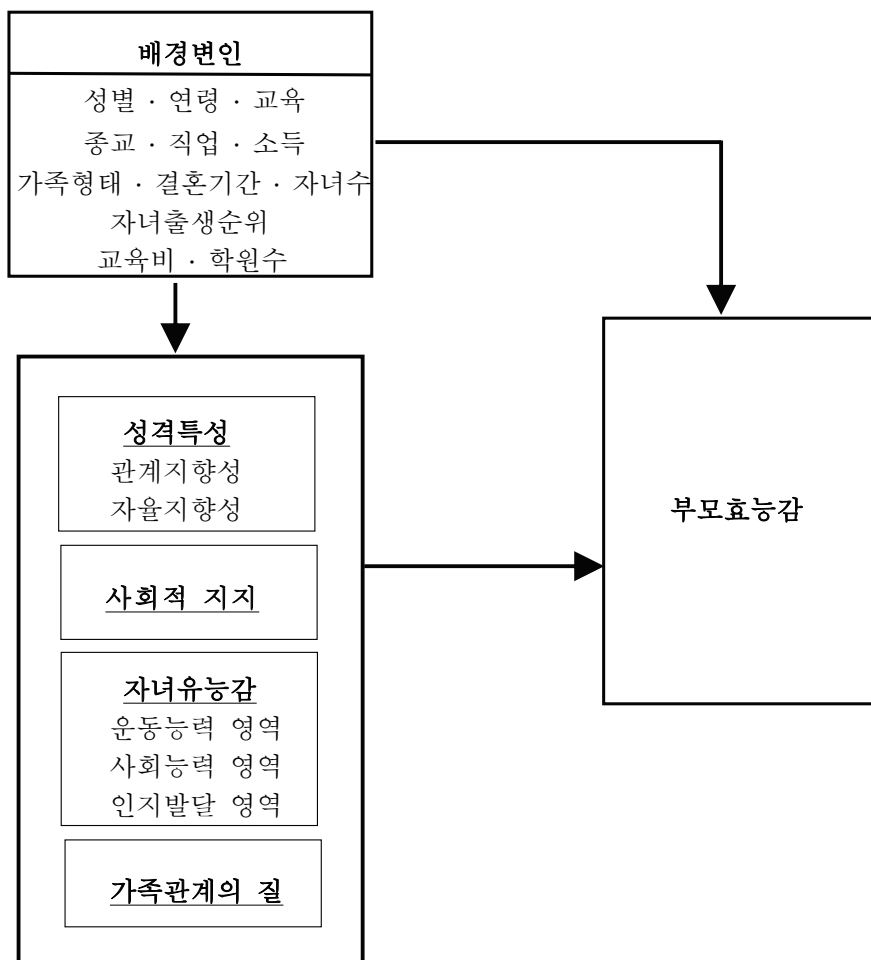 배경변인
성별 · 연령 · 교육
종교 · 직업 · 소득
가족형태 · 결혼기간 · 자녀수
자녀출생순위
교육비 · 학원수
성격특성
관계지향성
자율지향성
사회적 지지
자녀유능감
운동능력 영역
사회능력 영역
인지발달 영역
가족관계의 질
부모효능감